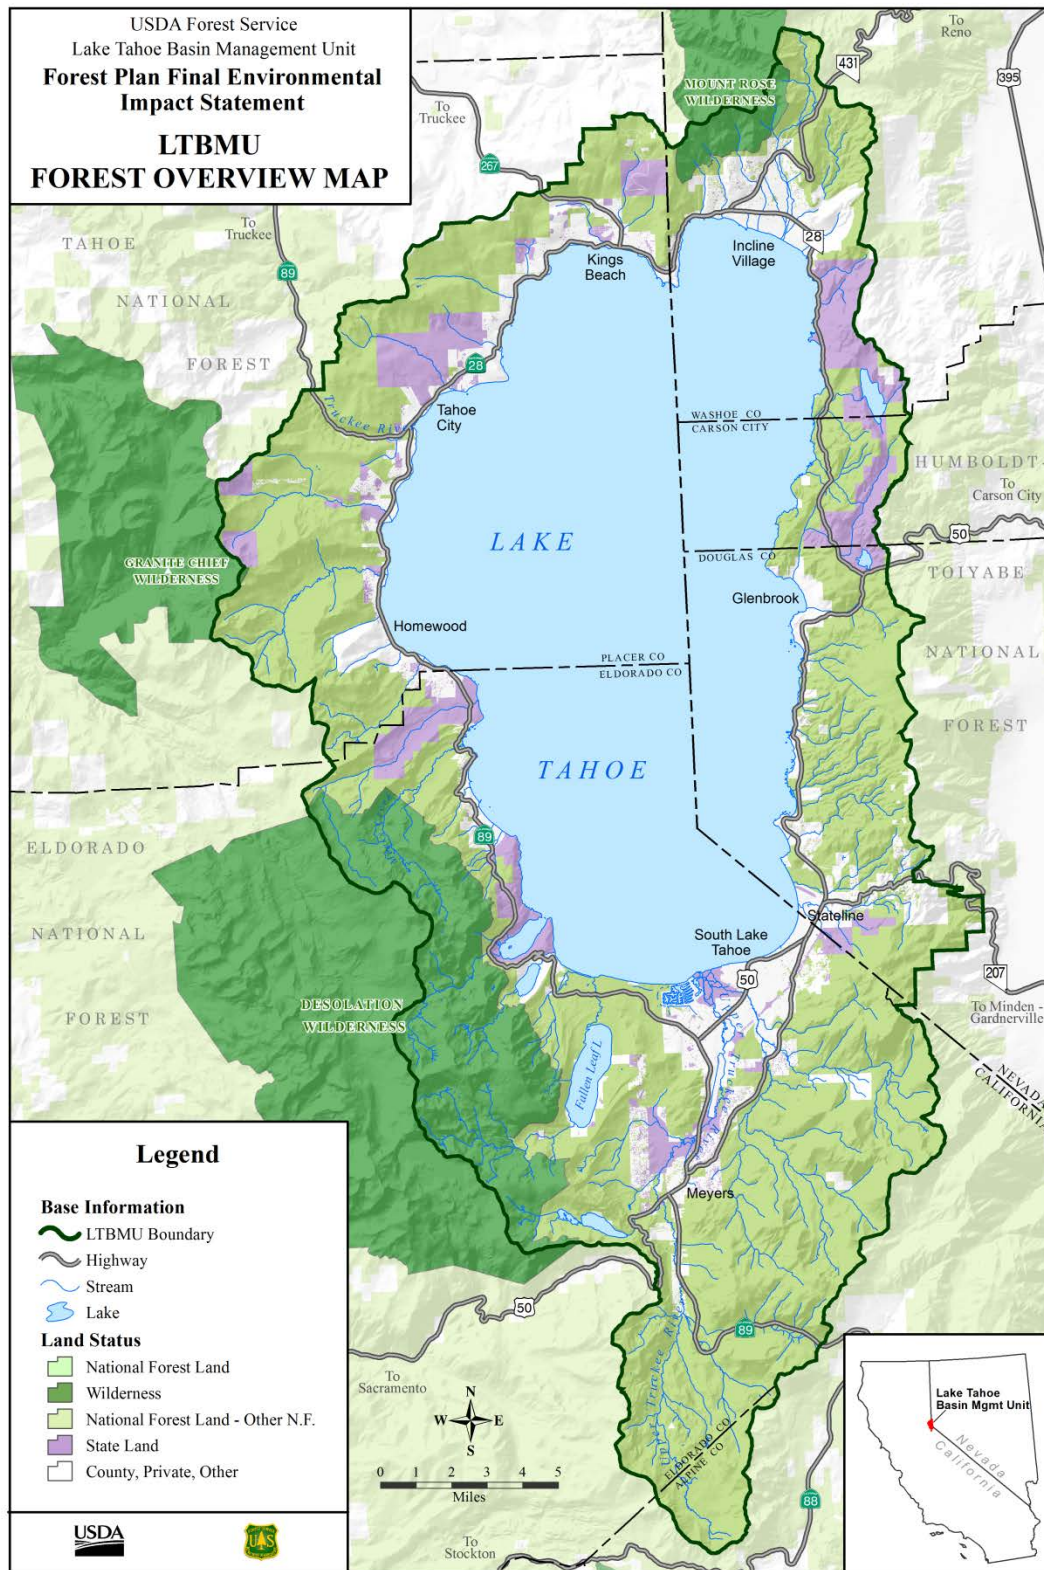 USDA Forest Service
Lake Tahoe Basin Management Unit
Forest Plan Final Environmental
Impact Statement
LTBMU
FOREST OVERVIEW MAP
To
Reno
395
431
MOUNT ROSE
WILDERNESS
To
Truckee
267
To
Truckee
TAHOE
89
NATIONAL
FOREST
Kings
Beach
Incline
Village
28
28
Truckee River
Tahoe
City
WASHOE CO
CARSON CITY
HUMBOLDT-
To
Carson City
50
LAKE
DOUGLAS CO
TOIYABE
GRANITE CHIEF
WILDERNESS
Glenbrook
Homewood
NATIONAL
PLACER CO
ELDORADO CO
FOREST
TAHOE
89
ELDORADO
NATIONAL
FOREST
Stateline
South Lake
Tahoe
50
207
To Minden -
Gardnerville
DESOLATION
WILDERNESS
Fallen Leaf L
Upper Truckee River
NEVADA
CALIFORNIA
Meyers
50
89
To
Sacramento
Upper Truckee River
ELDORADO CO
ALPINE CO
88
To
Stockton
N
W
E
S
0 1 2 3 4 5
Miles
Legend
Base Information
LTBMU Boundary
Highway
Stream
Lake
Land Status
National Forest Land
Wilderness
National Forest Land - Other N.F.
State Land
County, Private, Other
USDA
U S
Lake Tahoe
Basin Mgmt Unit
Nevada
California